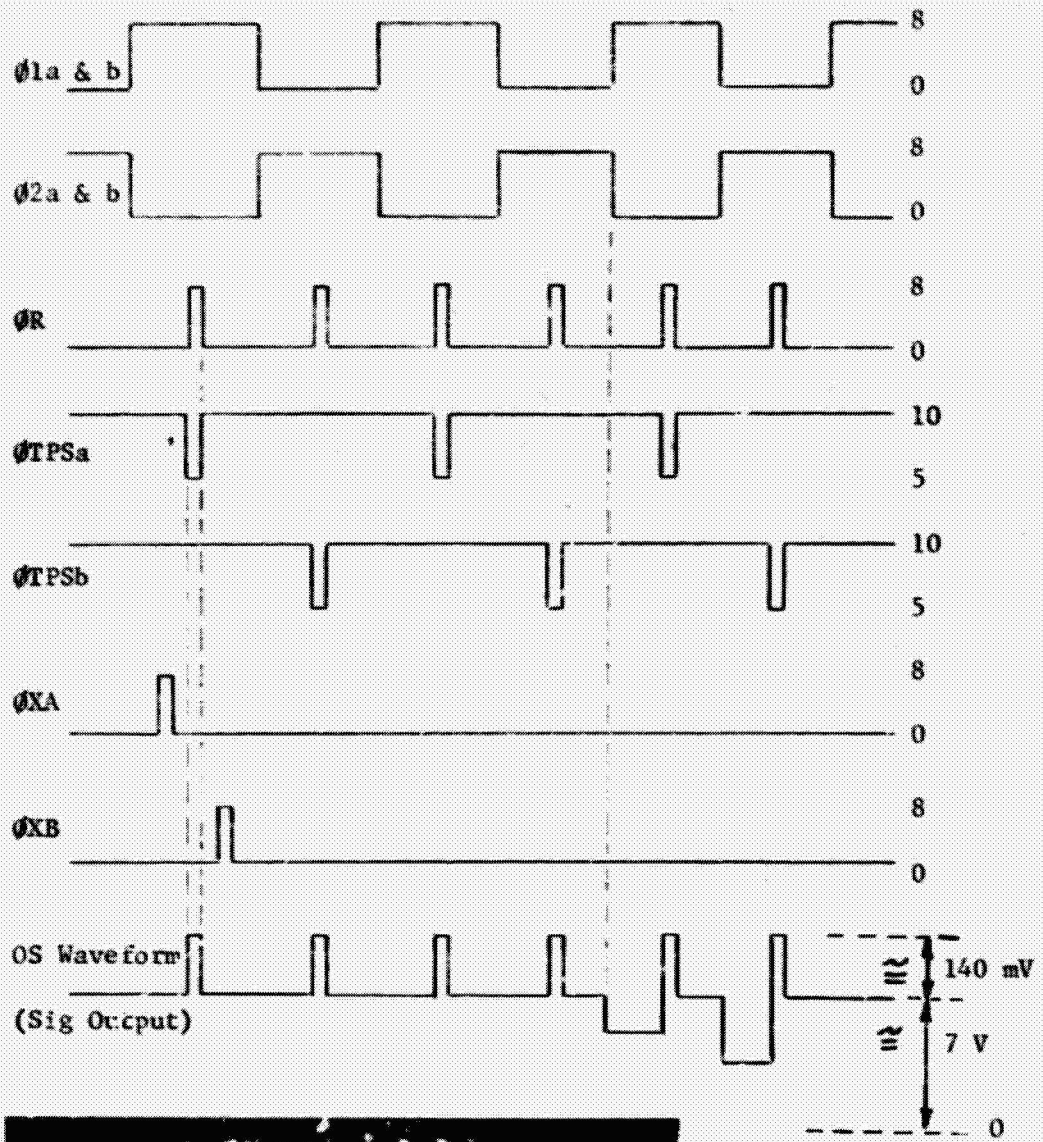 8
Ø1a & b
0
8
Ø2a & b
0
8
ØR
0
10
ØTPSa
5
10
ØTPSb
5
8
ØXA
0
8
ØXB
0
OS Waveform
≅ 140 mV
(Sig Output)
≅ 7 V
0